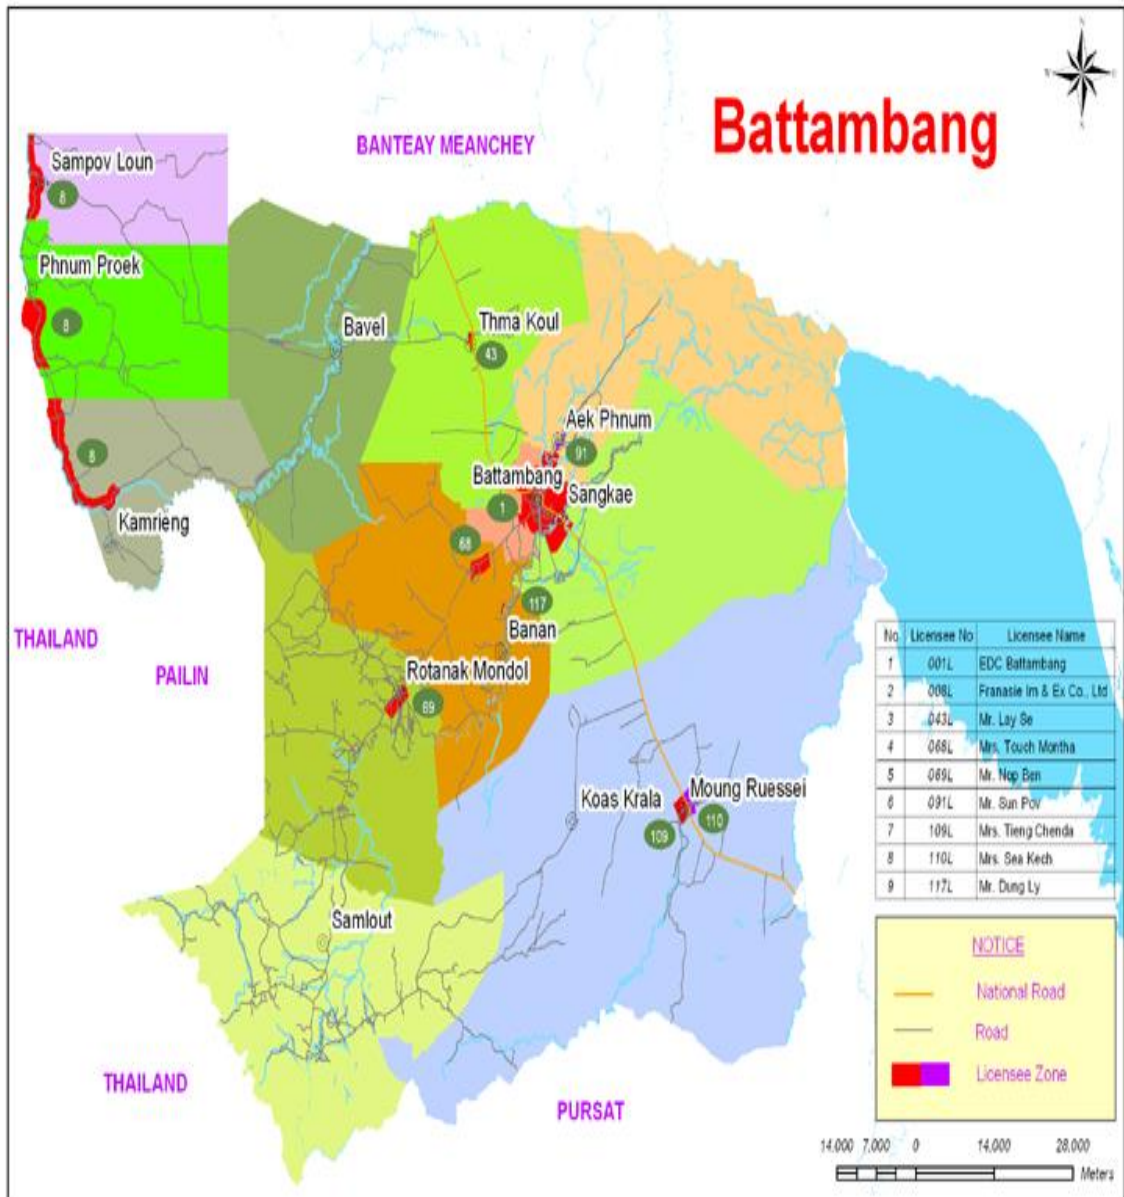 Battambang
N
W
BANTEAY MEANCHEY
Sampov Loun
8
Phnum Proek
8
Bavel
Thma Koul
43
Aek Phnum
91
8
Battambang
Sangkae
1
Kamrieng
68
117
Banan
THAILAND
PAILIN
Rotanak Mondol
69
Koas Krala
Moung Ruessei
109
110
Samlout
THAILAND
PURSAT
No Licensee No Licensee Name
1 001L EDC Battambang
2 008L Franasie Im & Ex Co., Ltd
3 043L Mr. Lay Se
4 068L Mrs. Touch Montha
5 069L Mr. Nop Ben
6 091L Mr. Sun Pov
7 109L Mrs. Tieng Chenda
8 110L Mrs. Sea Kech
9 117L Mr. Dung Ly
NOTICE
National Road
Road
Licensee Zone
14,000 7,000 0 14,000 28,000
Meters